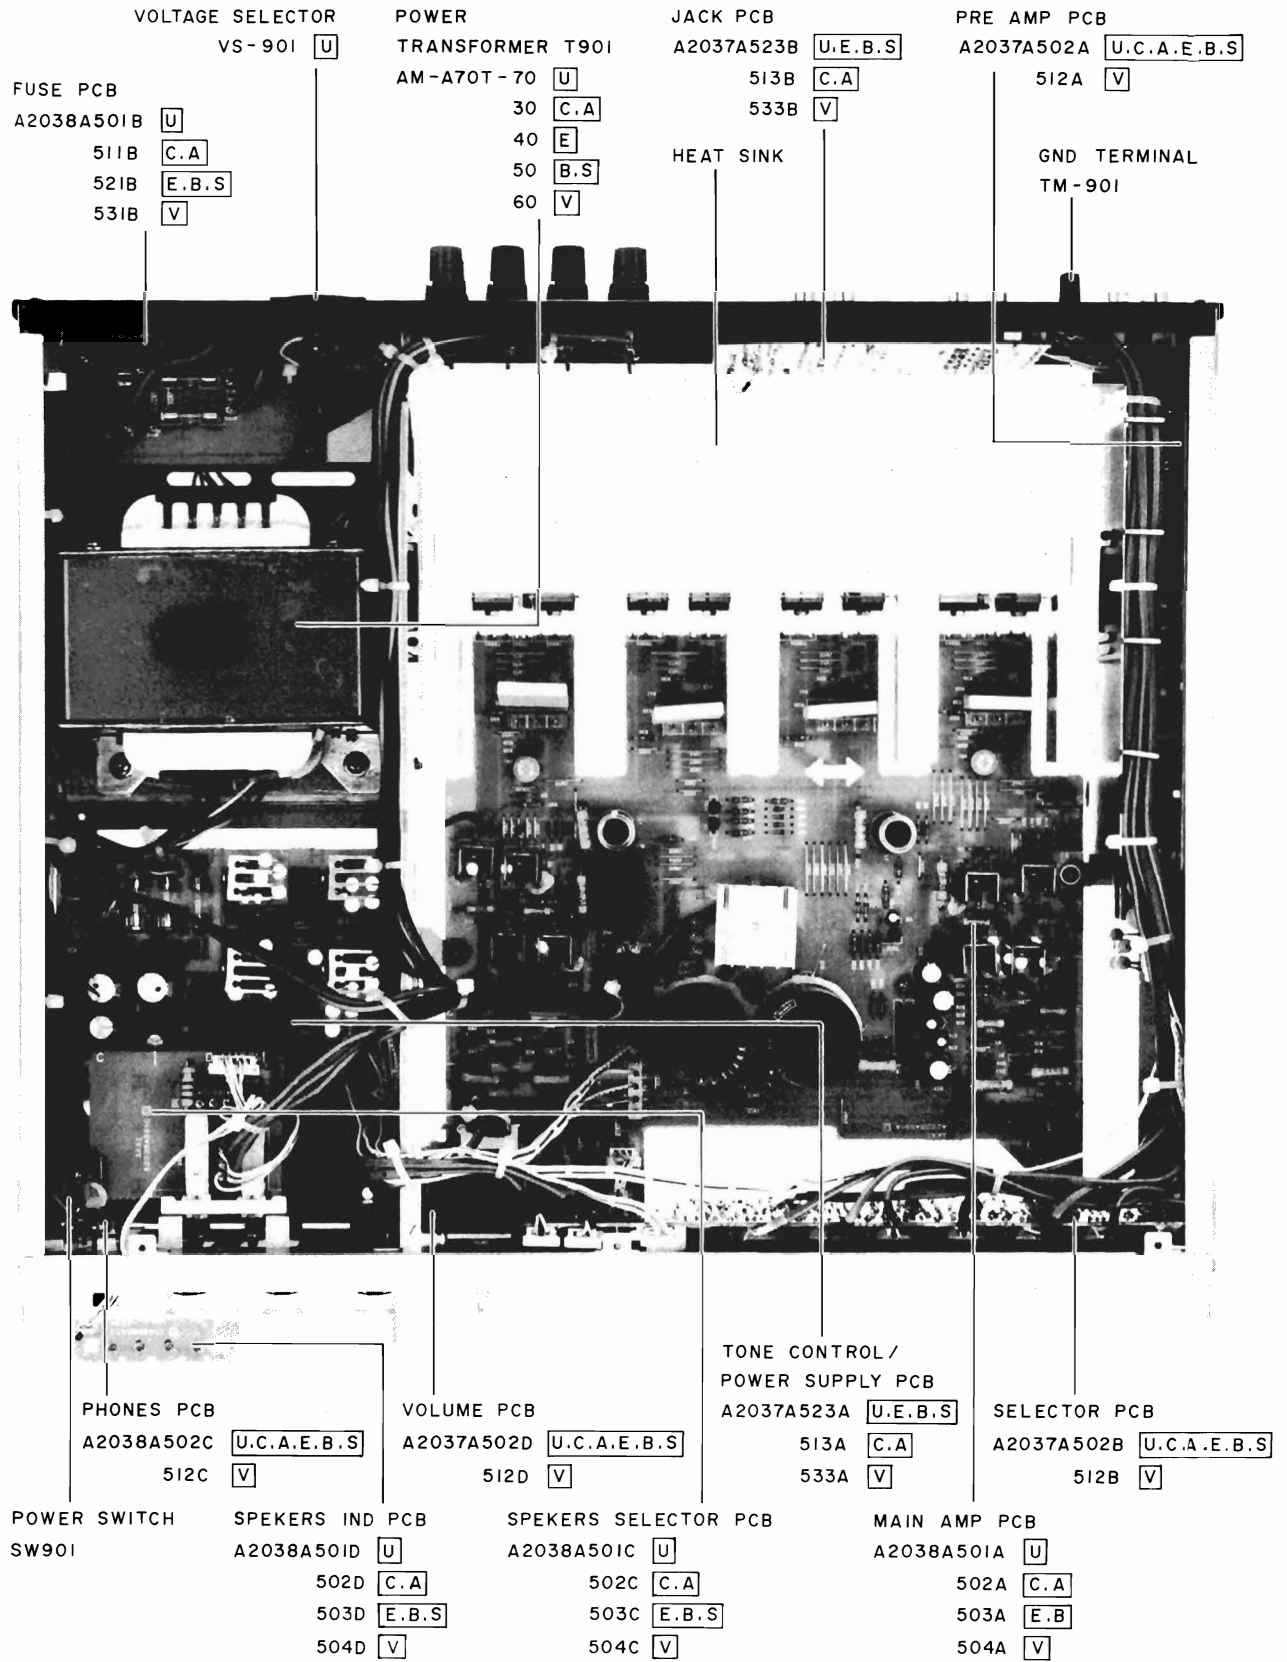 VOLTAGE SELECTOR
VS-901 U
POWER
TRANSFORMER T901
AM-A70T-70 U
30 C.A
40 E
50 B.S
60 V
JACK PCB
A2037A523B U.E.B.S
513B C.A
533B V
PRE AMP PCB
A2037A502A U.C.A.E.B.S
512A V
FUSE PCB
A2038A501B U
511B C.A
521B E.B.S
531B V
HEAT SINK
GND TERMINAL
TM-901
PHONES PCB
A2038A502C U.C.A.E.B.S
512C V
VOLUME PCB
A2037A502D U.C.A.E.B.S
512D V
TONE CONTROL/
POWER SUPPLY PCB
A2037A523A U.E.B.S
513A C.A
533A V
SELECTOR PCB
A2037A502B U.C.A.E.B.S
512B V
POWER SWITCH
SW901
SPEKERS IND PCB
A2038A501D U
502D C.A
503D E.B.S
504D V
SPEKERS SELECTOR PCB
A2038A501C U
502C C.A
503C E.B.S
504C V
MAIN AMP PCB
A2038A501A U
502A C.A
503A E.B
504A V